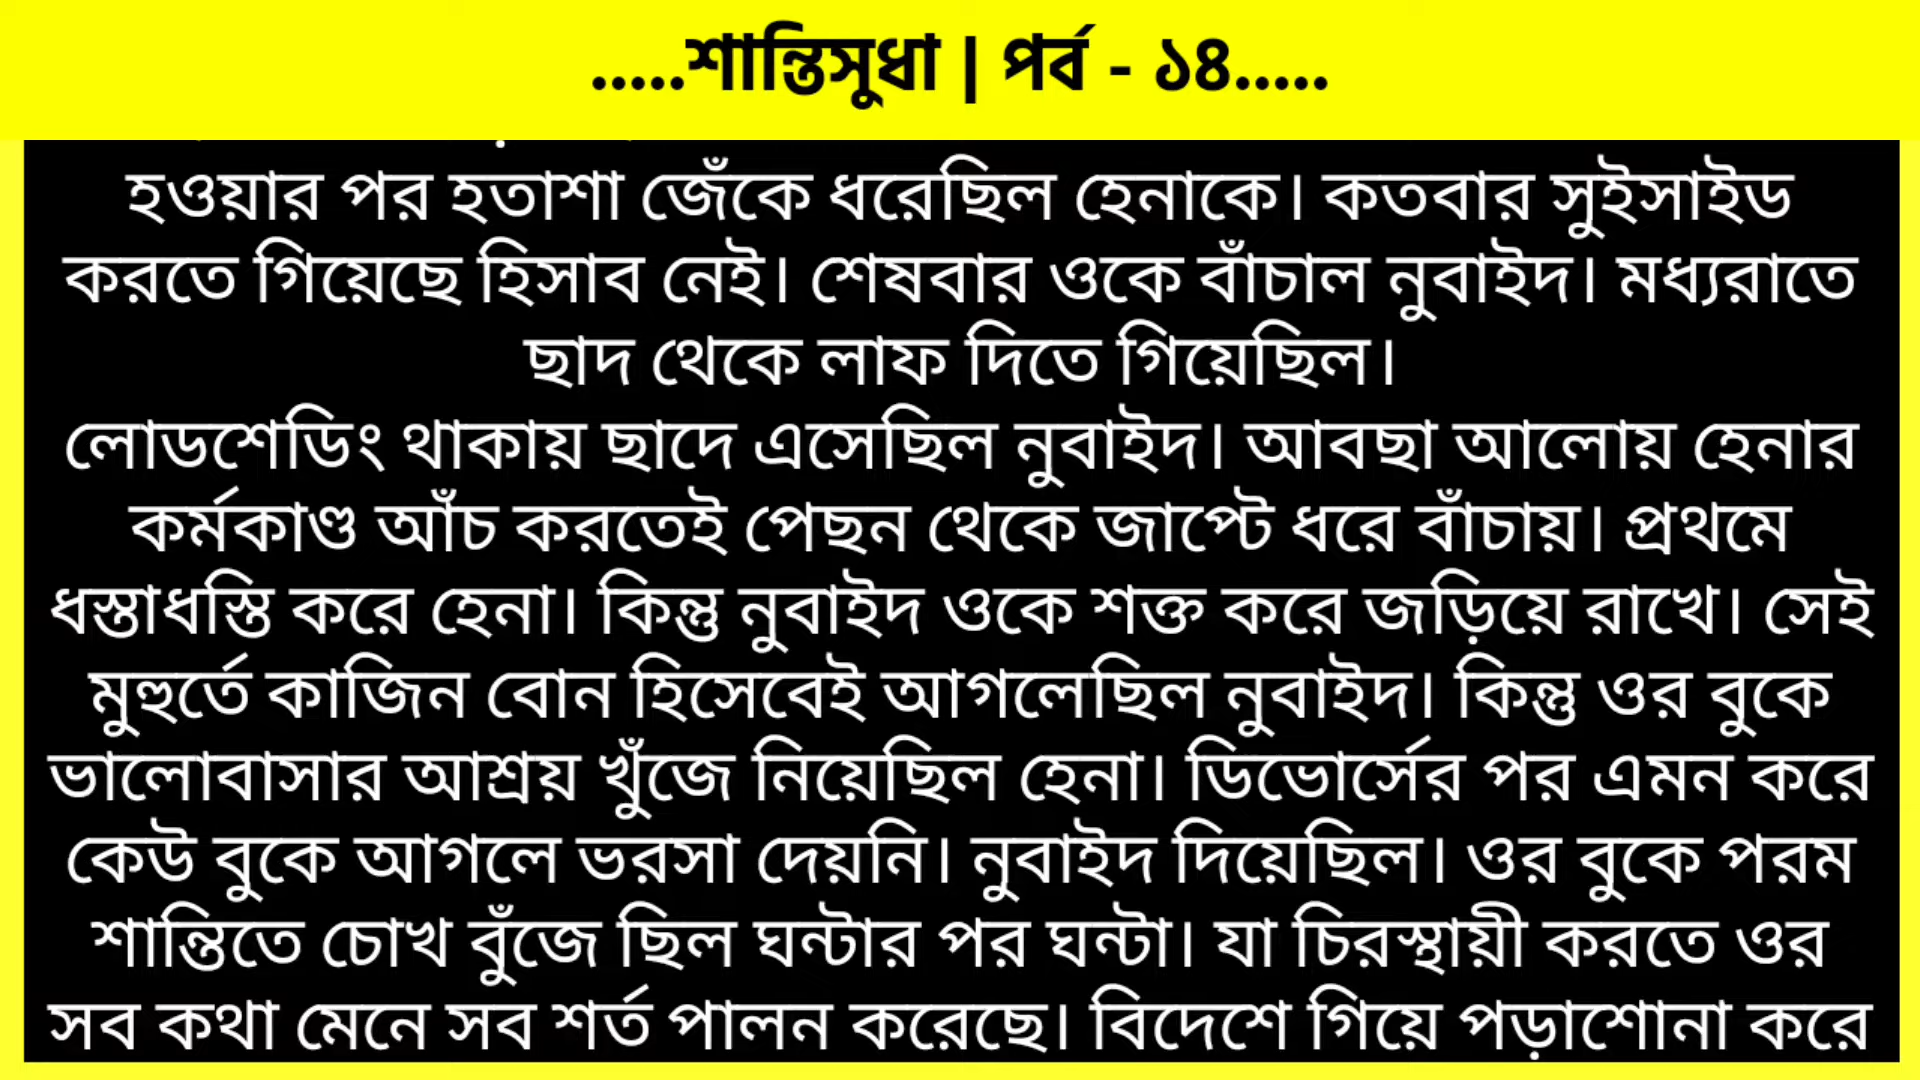 .....শান্তিসুধা | পর্ব - ১৪.....
হওয়ার পর হতাশা জেঁকে ধরেছিল হেনাকে। কতবার সুইসাইড
করতে গিয়েছে হিসাব নেই। শেষবার ওকে বাঁচাল নুবাইদ। মধ্যরাতে
ছাদ থেকে লাফ দিতে গিয়েছিল।
লোডশেডিং থাকায় ছাদে এসেছিল নুবাইদ। আবছা আলোয় হেনার
কর্মকাণ্ড আঁচ করতেই পেছন থেকে জাপ্টে ধরে বাঁচায়। প্রথমে
ধস্তাধস্তি করে হেনা। কিন্তু নুবাইদ ওকে শক্ত করে জড়িয়ে রাখে। সেই
মুহুর্তে কাজিন বোন হিসেবেই আগলেছিল নুবাইদ। কিন্তু ওর বুকে
ভালোবাসার আশ্রয় খুঁজে নিয়েছিল হেনা। ডিভোর্সের পর এমন করে
কেউ বুকে আগলে ভরসা দেয়নি। নুবাইদ দিয়েছিল। ওর বুকে পরম
শান্তিতে চোখ বুঁজে ছিল ঘন্টার পর ঘন্টা। যা চিরস্থায়ী করতে ওর
সব কথা মেনে সব শর্ত পালন করেছে। বিদেশে গিয়ে পড়াশোনা করে